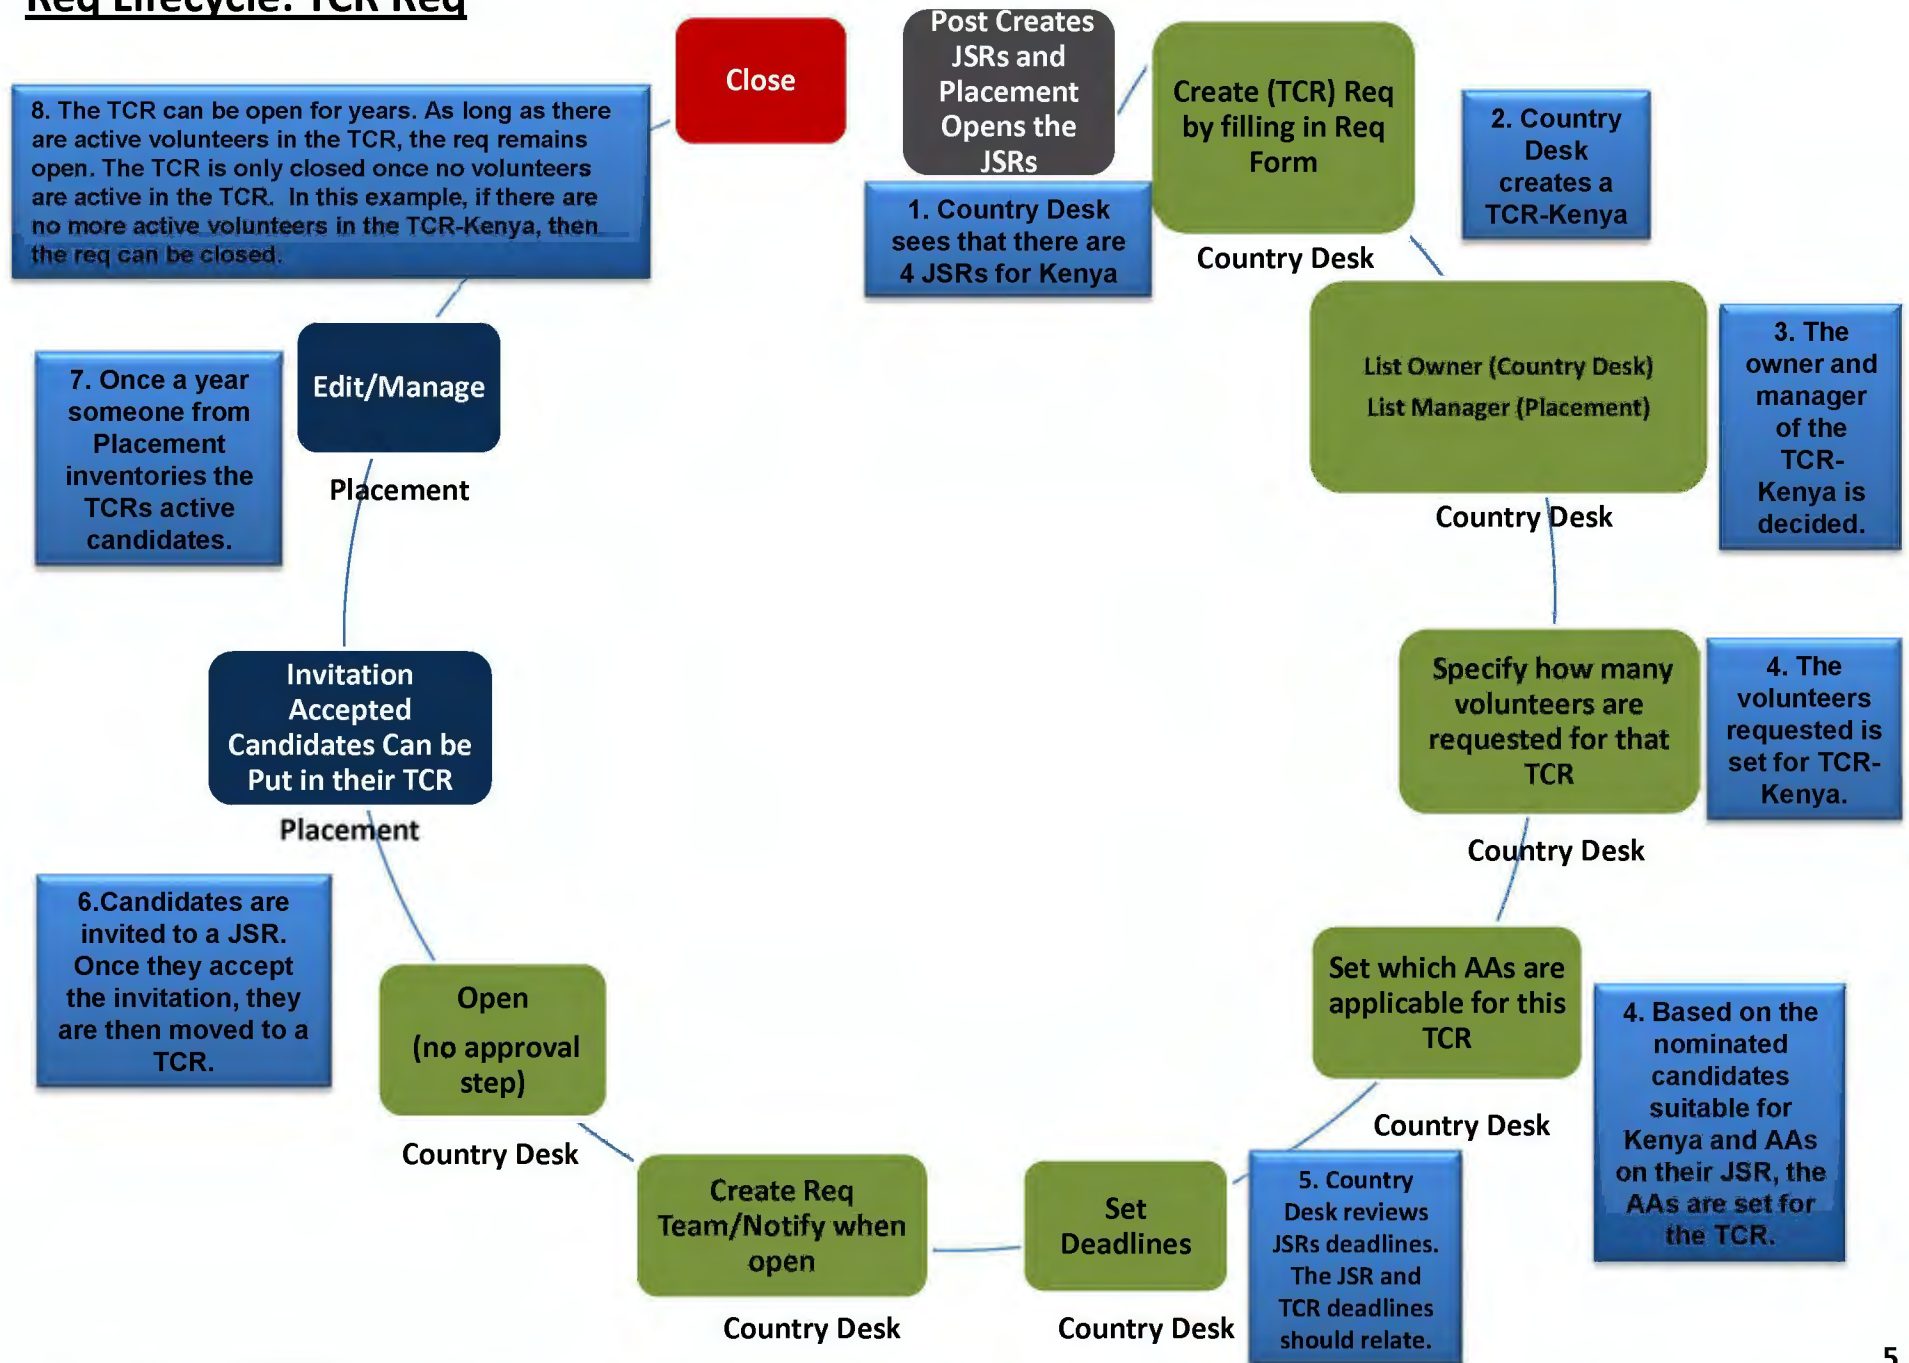 Req Lifecycle: TCR Req
Close
Post Creates
JSRs and
Placement
Opens the
JSRs
Create (TCR) Req
by filling in Req
Form
Country Desk
1. Country Desk
sees that there are
4 JSRs for Kenya
2. Country
Desk
creates a
TCR-Kenya
List Owner (Country Desk)
List Manager (Placement)
Country Desk
3. The
owner and
manager
of the
TCR-
Kenya is
decided.
Specify how many
volunteers are
requested for that
TCR
Country Desk
4. The
volunteers
requested is
set for TCR-
Kenya.
Set which AAs are
applicable for this
TCR
Country Desk
4. Based on the
nominated
candidates
suitable for
Kenya and AAs
on their JSR, the
AAs are set for
the TCR.
Set
Deadlines
Country Desk
5. Country
Desk reviews
JSRs deadlines.
The JSR and
TCR deadlines
should relate.
Create Req
Team/Notify when
open
Country Desk
Open
(no approval
step)
Country Desk
6.Candidates are
invited to a JSR.
Once they accept
the invitation, they
are then moved to a
TCR.
Invitation
Accepted
Candidates Can be
Put in their TCR
Placement
7. Once a year
someone from
Placement
inventories the
TCRs active
candidates.
Edit/Manage
Placement
8. The TCR can be open for years. As long as there
are active volunteers in the TCR, the req remains
open. The TCR is only closed once no volunteers
are active in the TCR.  In this example, if there are
no more active volunteers in the TCR-Kenya, then
the req can be closed.
5